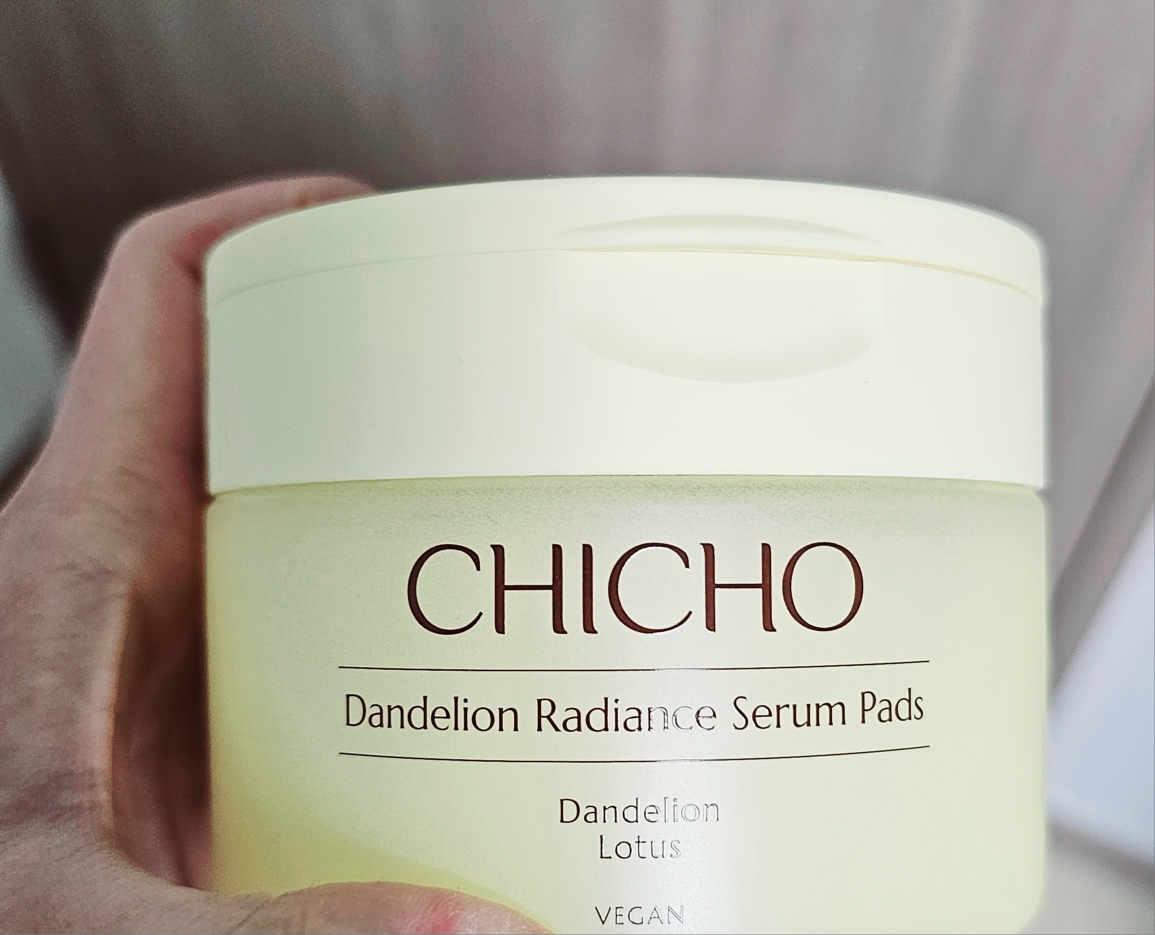 CHICHO
Dandelion Radiance Serum Pads
Dandelion
Lotus
VEGAN